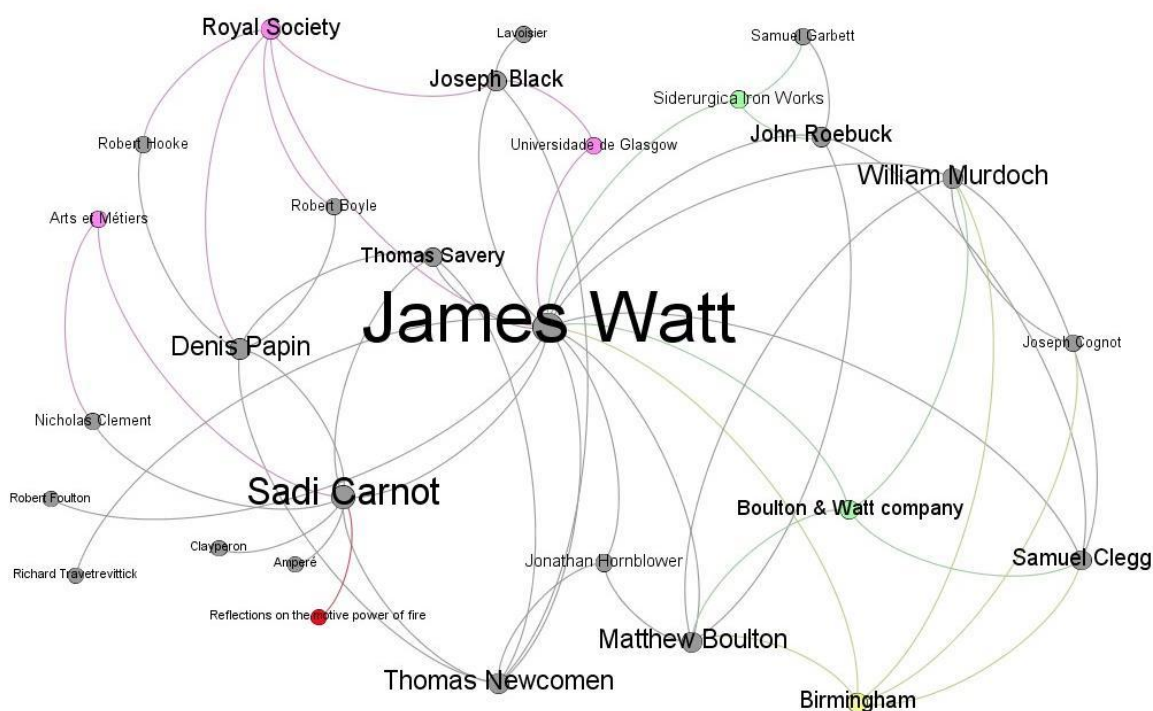 Royal Society
Lavoisier
Samuel Garbett
Joseph Black
Siderurgica Iron Works
Robert Hooke
Universidade de Glasgow
John Roebuck
William Murdoch
Arts et Métiers
Robert Boyle
Thomas Savery
James Watt
Denis Papin
Joseph Cognot
Nicholas Clement
Sadi Carnot
Robert Foulton
Boulton & Watt company
Clayperon
Amperé
Jonathan Hornblower
Samuel Clegg
Richard Travetrevittick
Reflections on the motive power of fire
Matthew Boulton
Thomas Newcomen
Birmingham